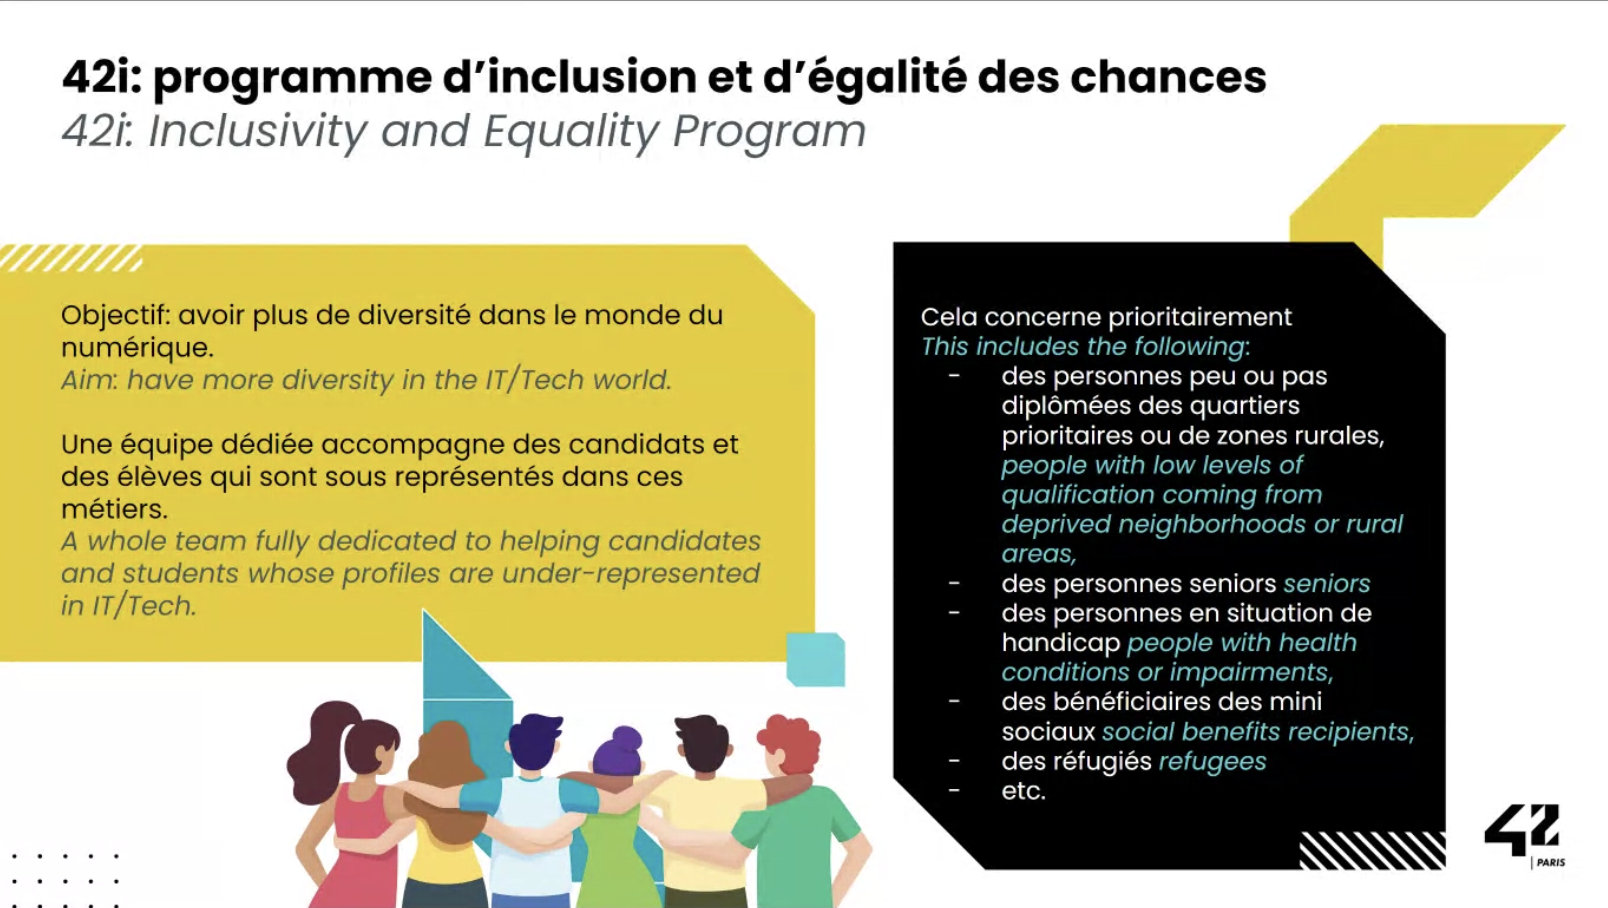 42i: programme d’inclusion et d’égalité des chances
42i: Inclusivity and Equality Program
Objectif: avoir plus de diversité dans le monde du
numérique.
Aim: have more diversity in the IT/Tech world.
Une équipe dédiée accompagne des candidats et
des élèves qui sont sous représentés dans ces
métiers.
A whole team fully dedicated to helping candidates
and students whose profiles are under-represented
in IT/Tech.
Cela concerne prioritairement
This includes the following:
- des personnes peu ou pas
diplômées des quartiers
prioritaires ou de zones rurales,
people with low levels of
qualification coming from
deprived neighborhoods or rural
areas,
- des personnes seniors seniors
- des personnes en situation de
handicap people with health
conditions or impairments,
- des bénéficiaires des mini
sociaux social benefits recipients,
- des réfugiés refugees
- etc.
42
PARIS